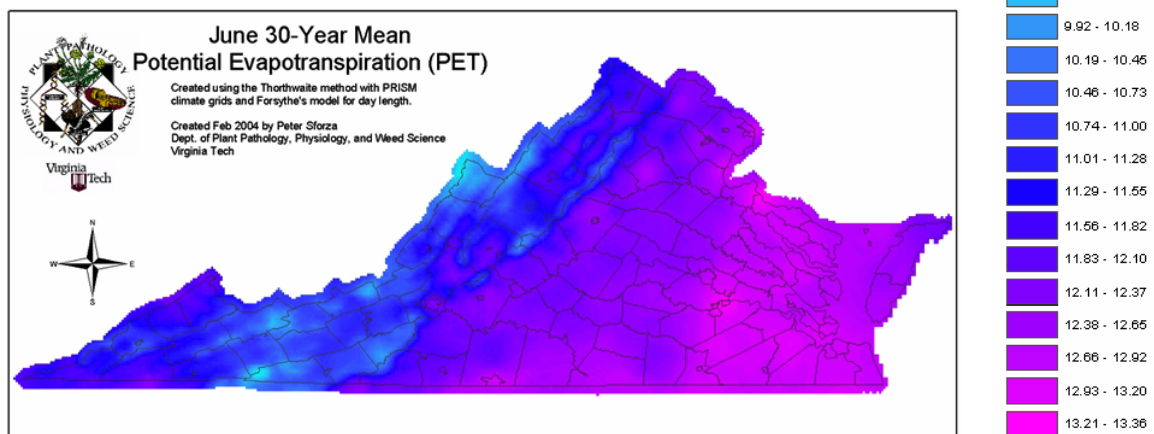 June 30-Year Mean
Potential Evapotranspiration (PET)
Created using the Thorthwaite method with PRISM
climate grids and Forsythe's model for day length.
Created Feb 2004 by Peter Sforza
Dept. of Plant Pathology, Physiology, and Weed Science
Virginia Tech
PLANT PATHOLOGY
PHYSIOLOGY AND WEED SCIENCE
Virginia
Tech
N
W
E
S
9.92 - 10.18
10.19 - 10.45
10.46 - 10.73
10.74 - 11.00
11.01 - 11.28
11.29 - 11.55
11.56 - 11.82
11.83 - 12.10
12.11 - 12.37
12.38 - 12.65
12.66 - 12.92
12.93 - 13.20
13.21 - 13.36